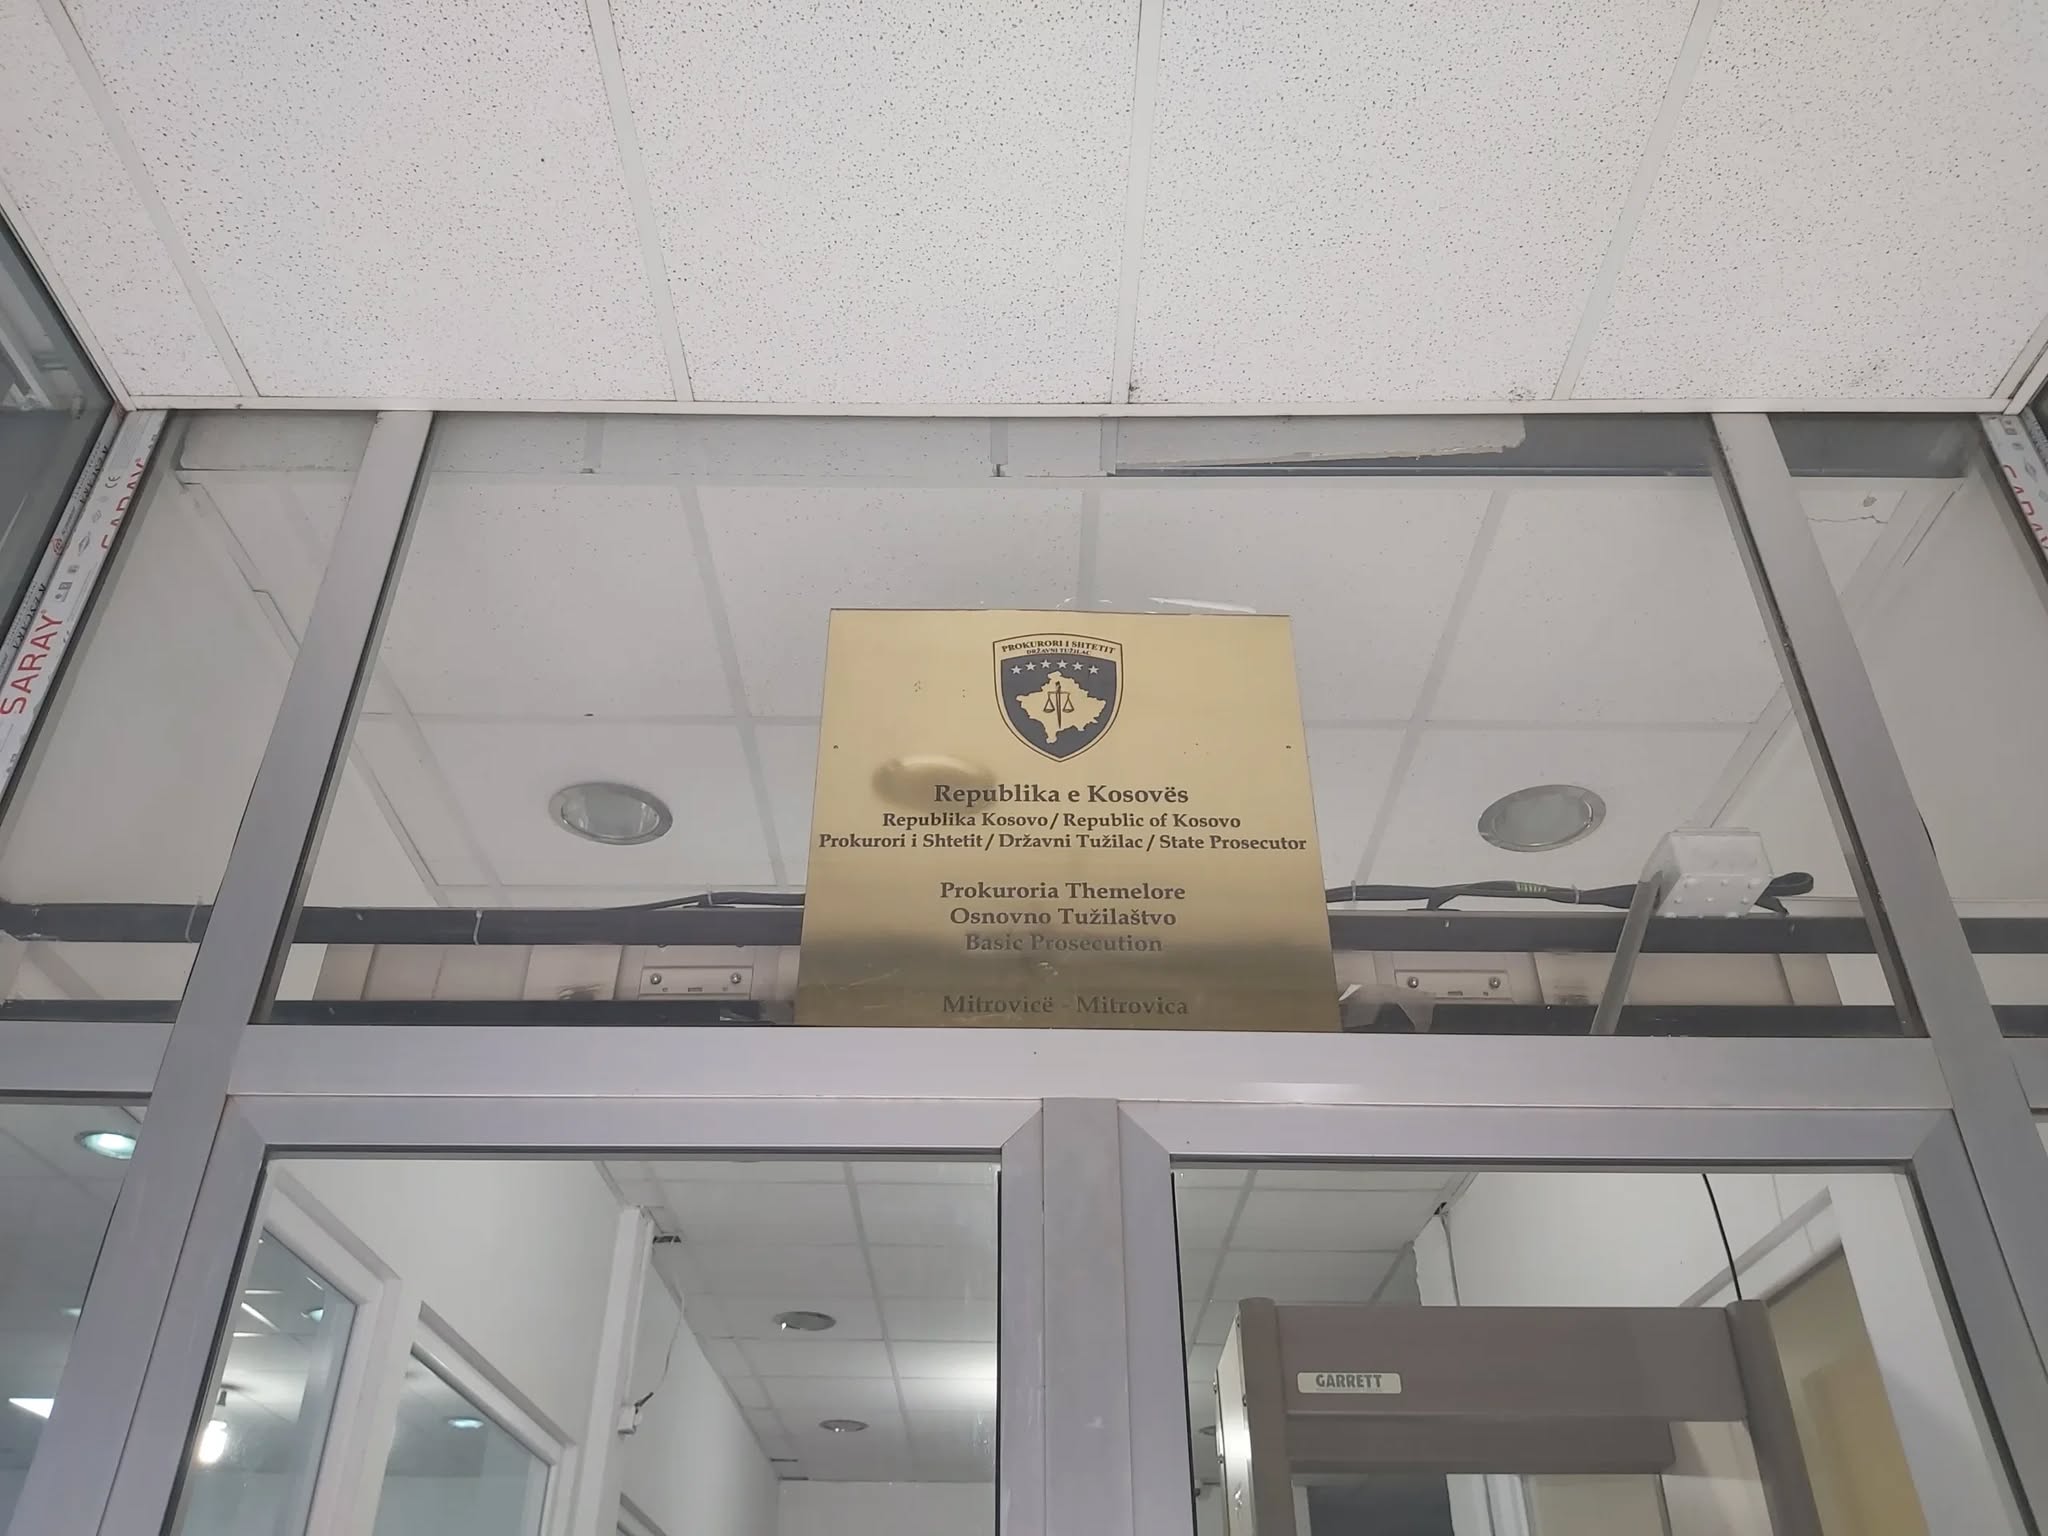 PROKURORI I SHTETIT
DRŽAVNI TUŽILAC
Republika e Kosovës
Republika Kosovo / Republic of Kosovo
Prokurori i Shtetit / Državni Tužilac / State Prosecutor
Prokuroria Themelore
Osnovno Tužilaštvo
Basic Prosecution
Mitrovicë - Mitrovica
SARAY
SARAY
GARRETT